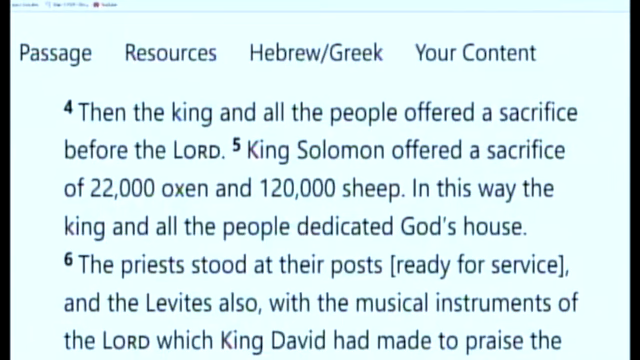 Passage Resources Hebrew/Greek Your Content
4 Then the king and all the people offered a sacrifice
before the LORD. 5 King Solomon offered a sacrifice
of 22,000 oxen and 120,000 sheep. In this way the
king and all the people dedicated God's house.
6 The priests stood at their posts [ready for service],
and the Levites also, with the musical instruments of
the LORD which King David had made to praise the